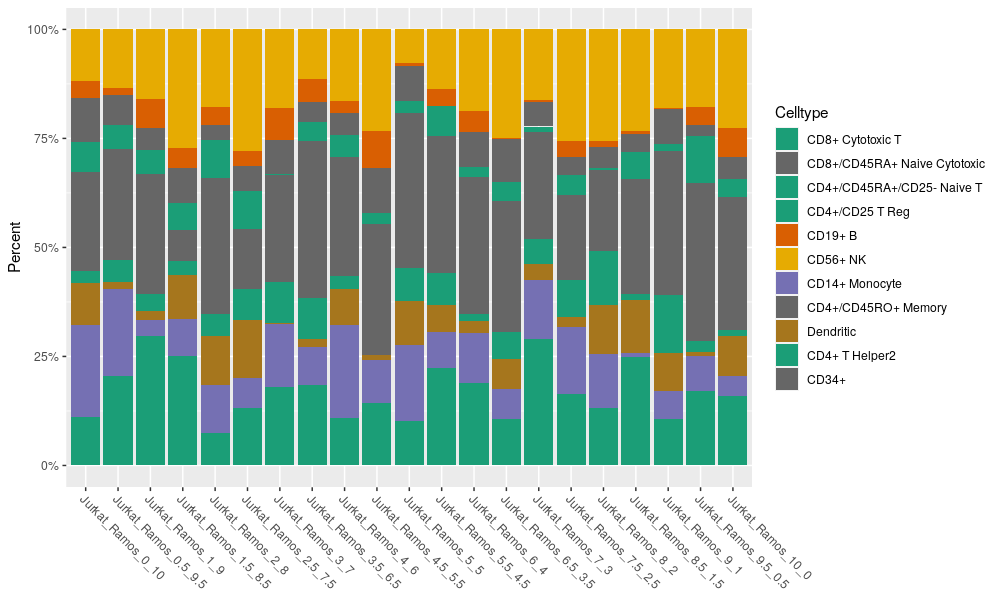 100%
75%
50%
25%
0%
Percent
Jurkat_Ramos_0_10
Jurkat_Ramos_0.5_9.5
Jurkat_Ramos_1_9
Jurkat_Ramos_1.5_8.5
Jurkat_Ramos_2_8
Jurkat_Ramos_2.5_7.5
Jurkat_Ramos_3_7
Jurkat_Ramos_3.5_6.5
Jurkat_Ramos_4_6
Jurkat_Ramos_4.5_5.5
Jurkat_Ramos_5_5
Jurkat_Ramos_5.5_4.5
Jurkat_Ramos_6_4
Jurkat_Ramos_6.5_3.5
Jurkat_Ramos_7_3
Jurkat_Ramos_7.5_2.5
Jurkat_Ramos_8_2
Jurkat_Ramos_8.5_1.5
Jurkat_Ramos_9_1
Jurkat_Ramos_9.5_0.5
Jurkat_Ramos_10_0
Celltype
CD8+ Cytotoxic T
CD8+/CD45RA+ Naive Cytotoxic
CD4+/CD45RA+/CD25- Naive T
CD4+/CD25 T Reg
CD19+ B
CD56+ NK
CD14+ Monocyte
CD4+/CD45RO+ Memory
Dendritic
CD4+ T Helper2
CD34+